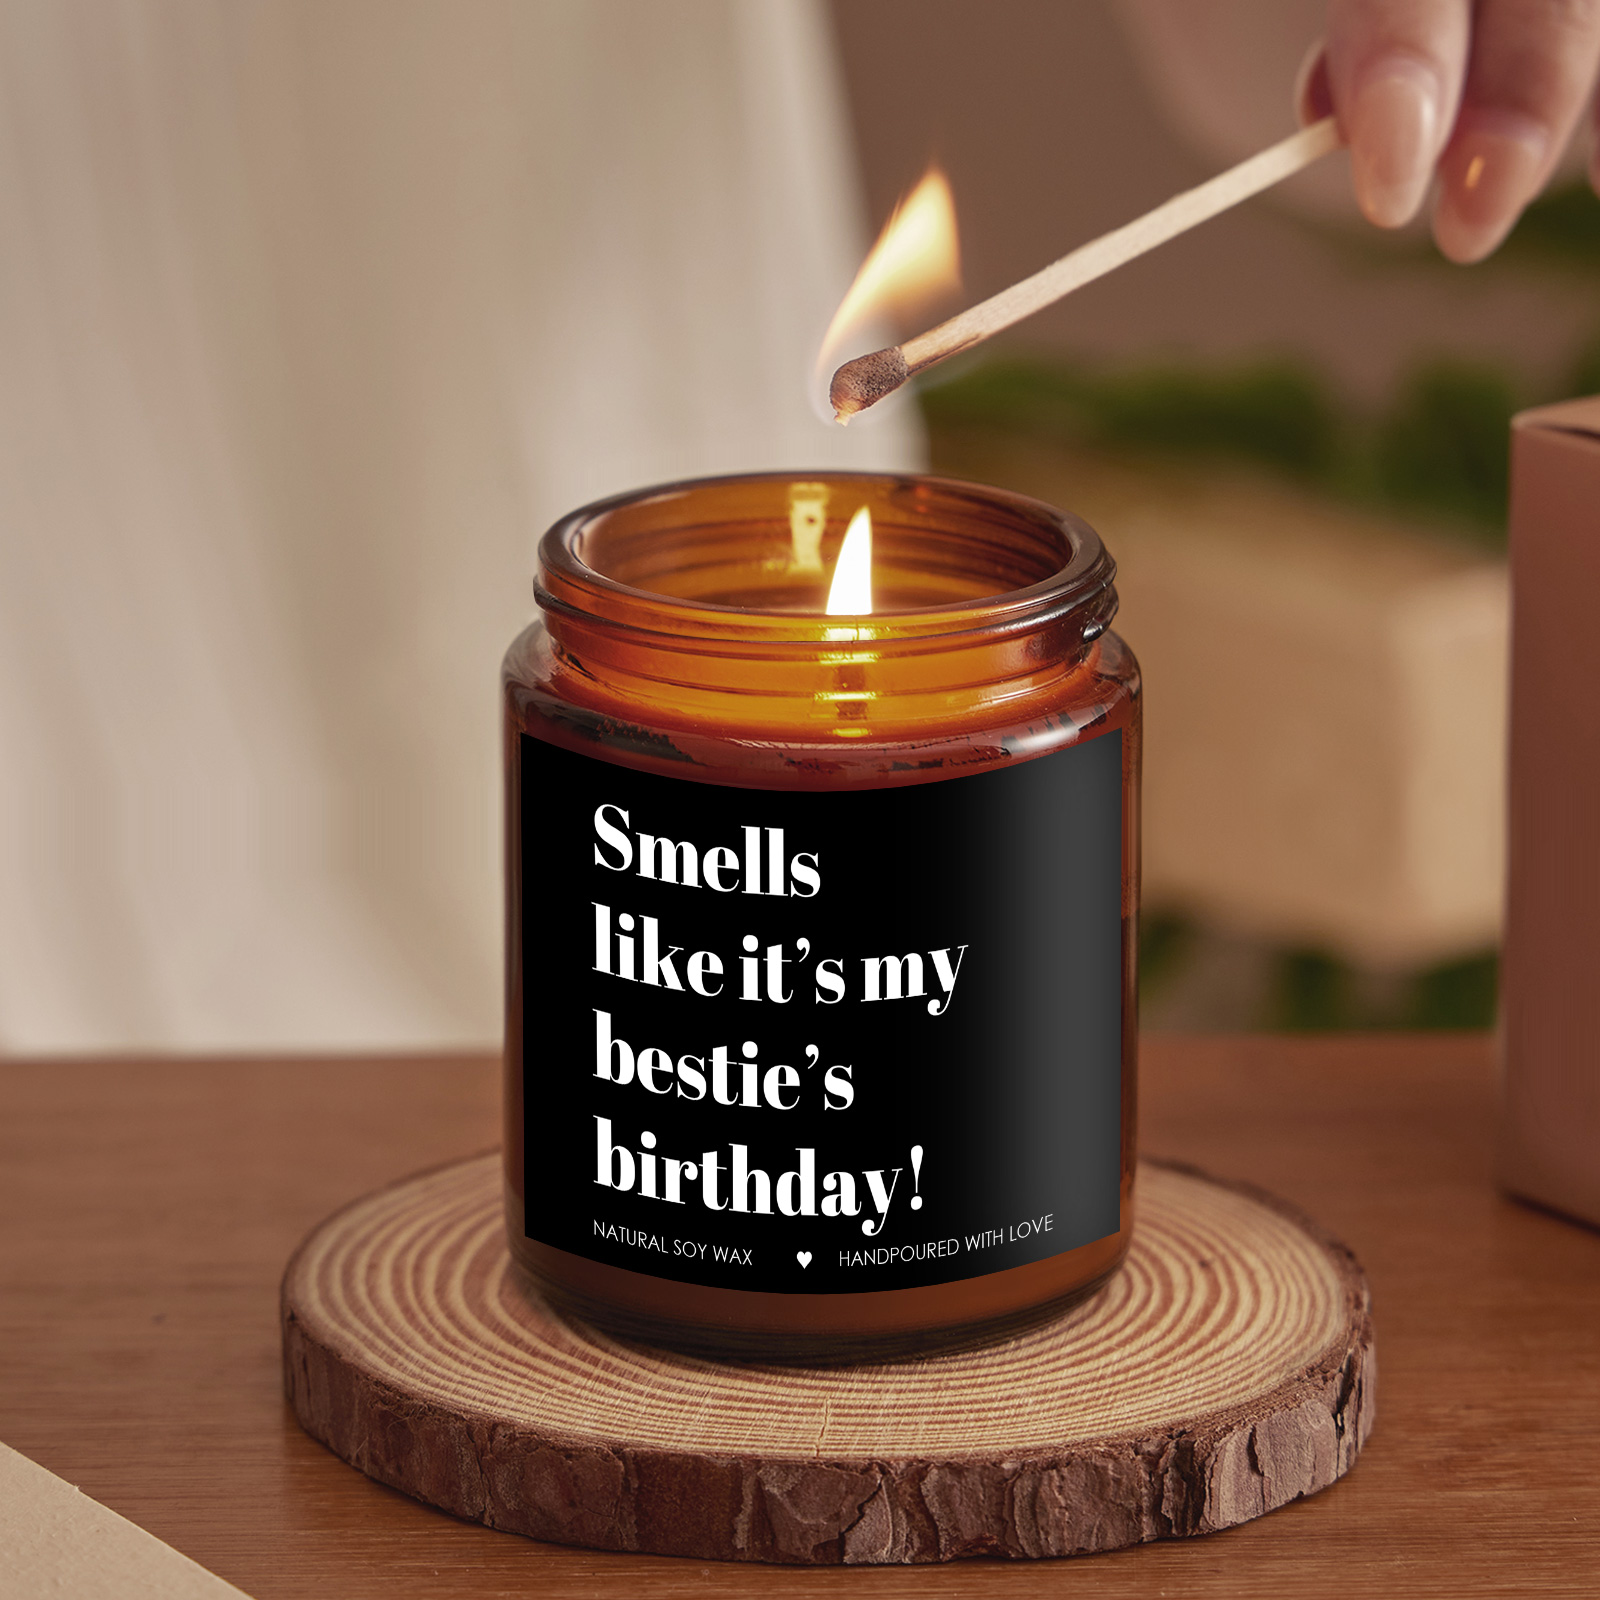 Smells
like it’s my
bestie’s
birthday!
NATURAL SOY WAX ♥ HANDPOURED WITH LOVE